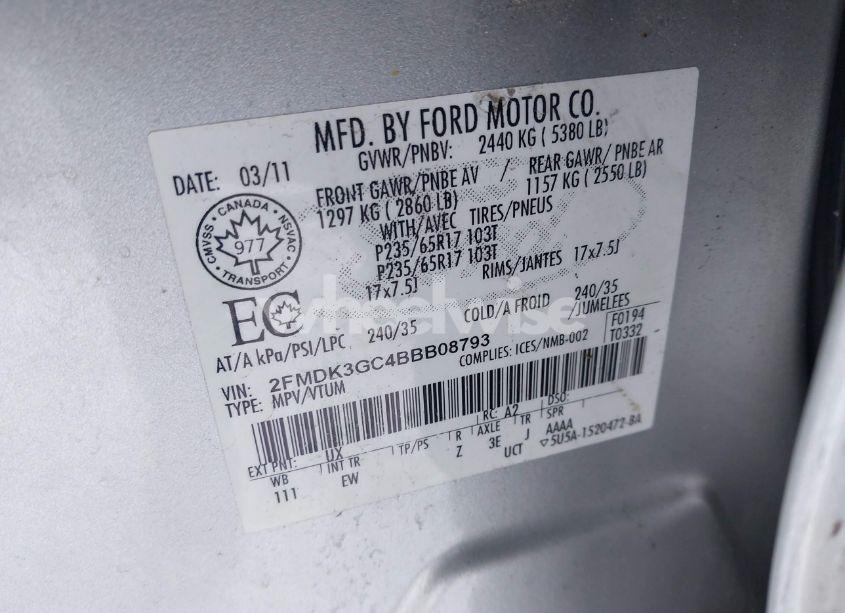 MFD. BY FORD MOTOR CO.
DATE: 03/11
GVWR/PNBV: 2440 KG ( 5380 LB)
FRONT GAWR/PNBE AV / REAR GAWR/ PNBE AR
1297 KG ( 2860 LB) 1157 KG ( 2550 LB)
WITH/AVEC TIRES/PNEUS
P235/65R17 103T
P235/65R17 103T
17x7.5J RIMS/JANTES 17x7.5J
CMVSS · CANADA · NSVAC
977
· TRANSPORT ·
EC
wheelwise
AT/A kPa/PSI/LPC 240/35 COLD/A FROID 240/35
/JUMELEES
VIN: 2FMDK3GC4BBB08793
COMPLIES: ICES/NMB-002
F0194
T0332
TYPE: MPV/VTUM
EXT PNT: UX RC: A2 DSO:
WB INT TR TP/PS R AXLE TR SPR
111 EW Z 3E J AAAA
UCT ▽5U5A-1520472-BA